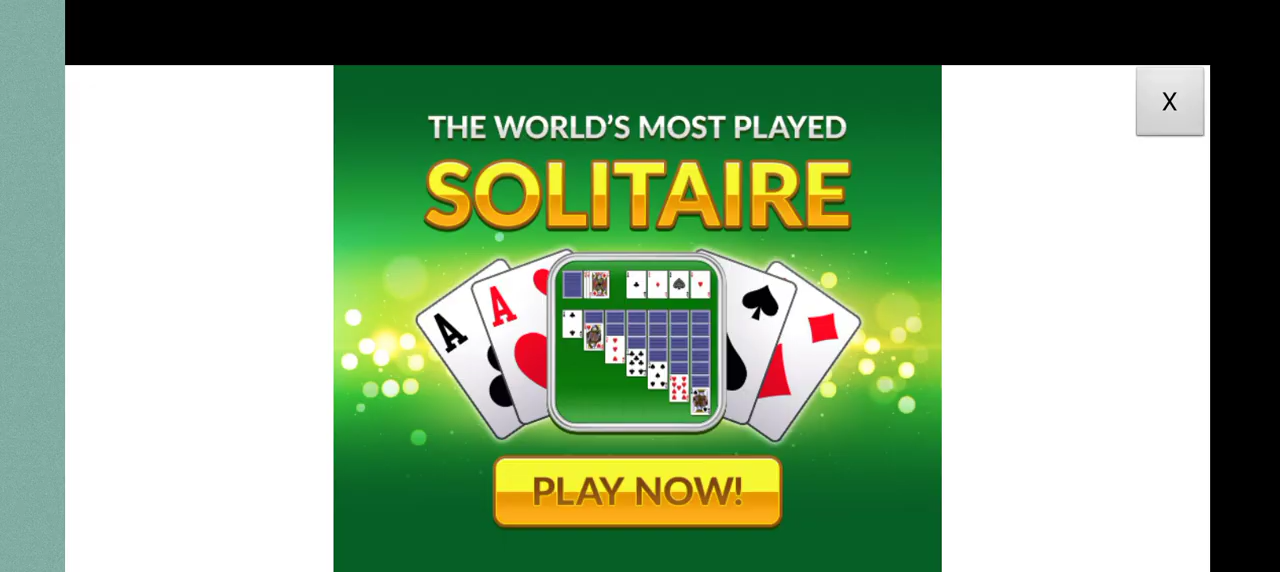 X
THE WORLD'S MOST PLAYED
SOLITAIRE
A A
PLAY NOW!